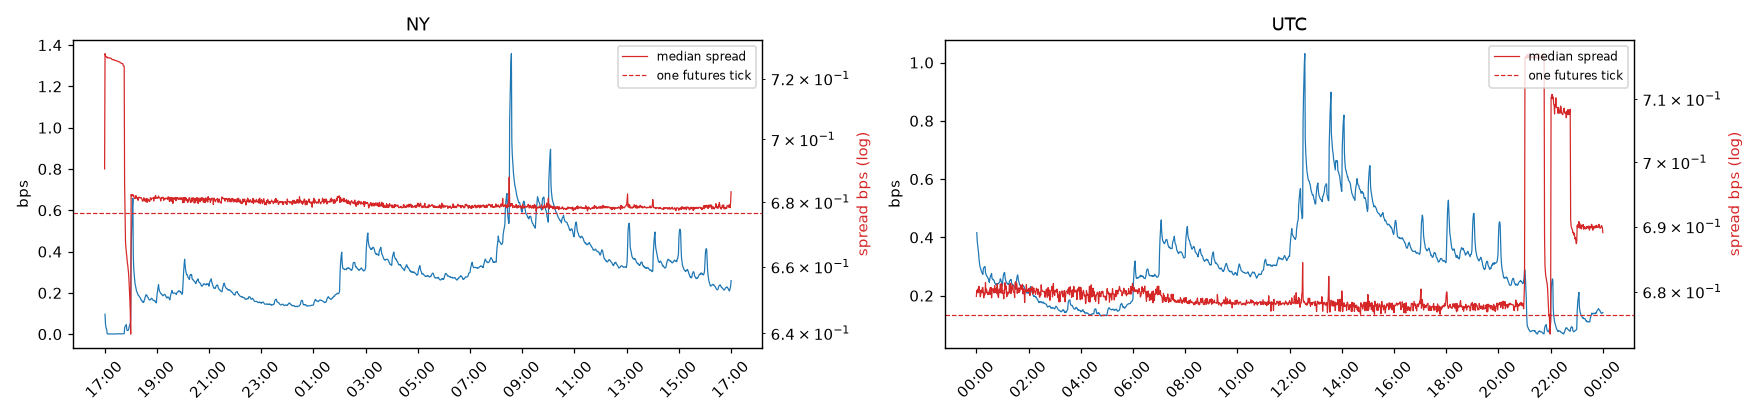 NY
bps
1.4
1.2
1.0
0.8
0.6
0.4
0.2
0.0
median spread
one futures tick
7.2 × 10⁻¹
7 × 10⁻¹
6.8 × 10⁻¹
6.6 × 10⁻¹
6.4 × 10⁻¹
spread bps (log)
17:00 19:00 21:00 23:00 01:00 03:00 05:00 07:00 09:00 11:00 13:00 15:00 17:00
UTC
bps
1.0
0.8
0.6
0.4
0.2
median spread
one futures tick
7.1 × 10⁻¹
7 × 10⁻¹
6.9 × 10⁻¹
6.8 × 10⁻¹
spread bps (log)
00:00 02:00 04:00 06:00 08:00 10:00 12:00 14:00 16:00 18:00 20:00 22:00 00:00